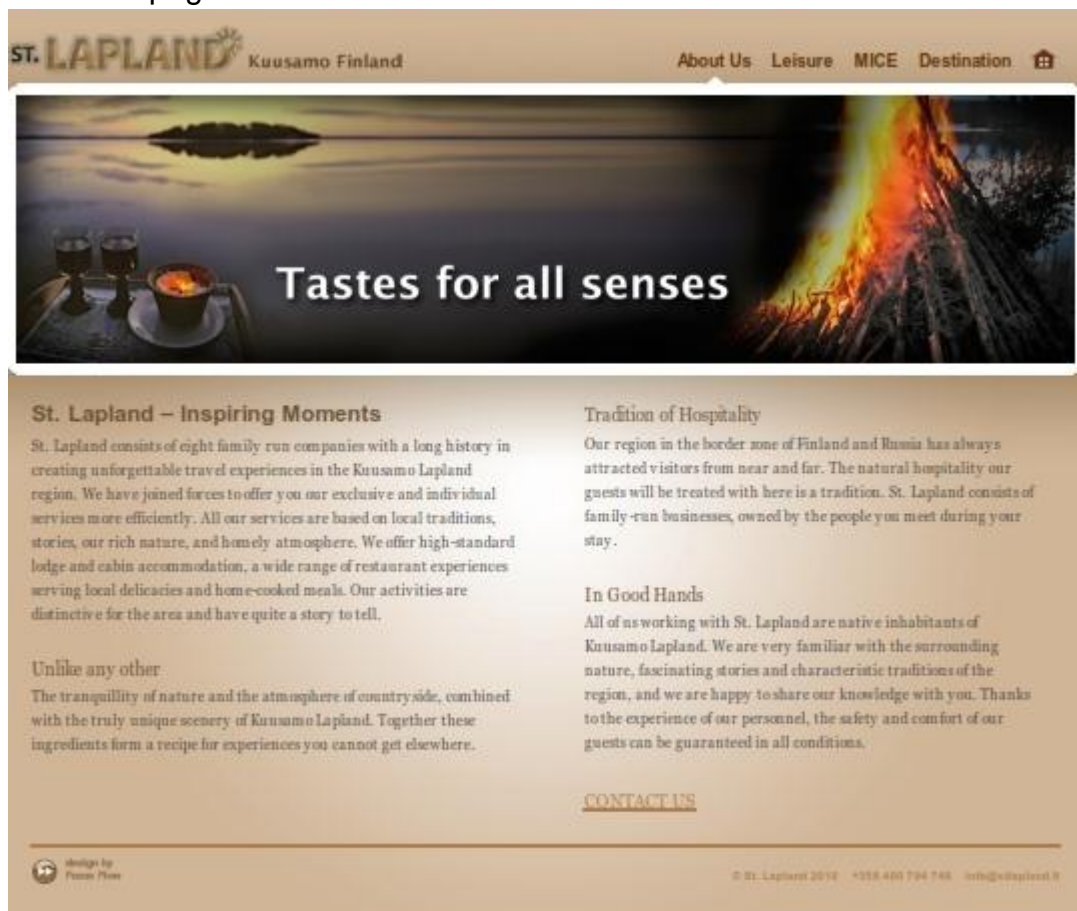 ST. LAPLAND Kuusamo Finland
About Us Leisure MICE Destination
Tastes for all senses
St. Lapland – Inspiring Moments
St. Lapland consists of eight family run companies with a long history in
creating unforgettable travel experiences in the Kuusamo Lapland
region. We have joined forces to offer you our exclusive and individual
services more efficiently. All our services are based on local traditions,
stories, our rich nature, and homely atmosphere. We offer high-standard
lodge and cabin accommodation, a wide range of restaurant experiences
serving local delicacies and home-cooked meals. Our activities are
distinctive for the area and have quite a story to tell.
Unlike any other
The tranquillity of nature and the atmosphere of countryside, combined
with the truly unique scenery of Kuusamo Lapland. Together these
ingredients form a recipe for experiences you cannot get elsewhere.
Tradition of Hospitality
Our region in the border zone of Finland and Russia has always
attracted visitors from near and far. The natural hospitality our
guests will be treated with here is a tradition. St. Lapland consists of
family-run businesses, owned by the people you meet during your
stay.
In Good Hands
All of us working with St. Lapland are native inhabitants of
Kuusamo Lapland. We are very familiar with the surrounding
nature, fascinating stories and characteristic traditions of the
region, and we are happy to share our knowledge with you. Thanks
to the experience of our personnel, the safety and comfort of our
guests can be guaranteed in all conditions.
CONTACT US
design by
© St. Lapland 2010